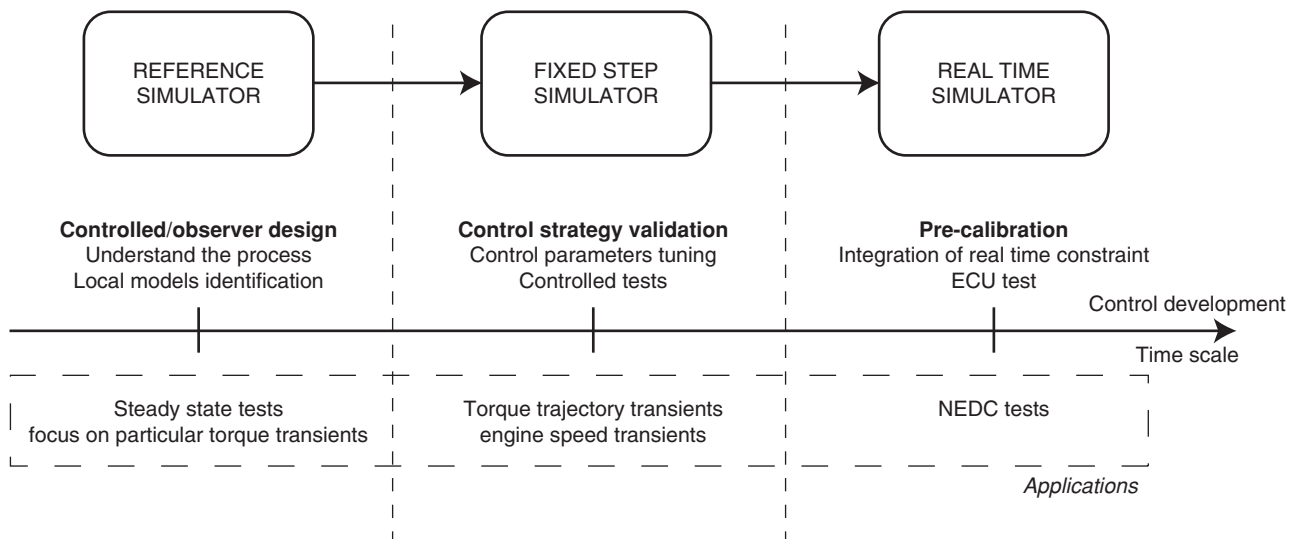 REFERENCE
SIMULATOR
FIXED STEP
SIMULATOR
REAL TIME
SIMULATOR
Controlled/observer design
Understand the process
Local models identification
Control strategy validation
Control parameters tuning
Controlled tests
Pre-calibration
Integration of real time constraint
ECU test
Control development
Time scale
Steady state tests
focus on particular torque transients
Torque trajectory transients
engine speed transients
NEDC tests
Applications